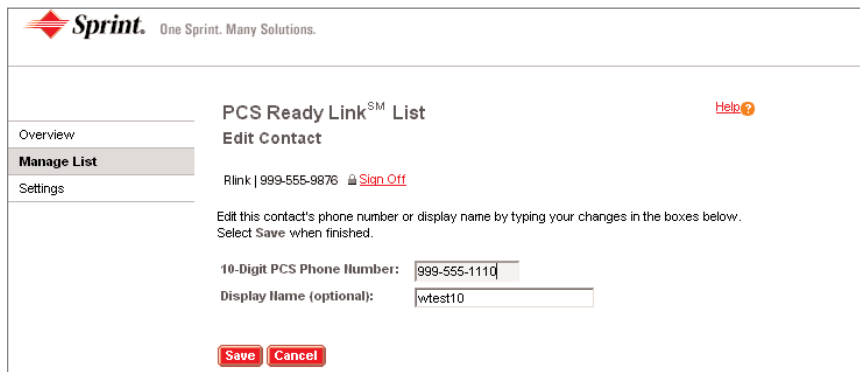 Sprint. One Sprint. Many Solutions.
PCS Ready Link SM List
Help ?
Edit Contact
Overview
Manage List
Settings
Rlink | 999-555-9876 Sign Off
Edit this contact's phone number or display name by typing your changes in the boxes below.
Select Save when finished.
10-Digit PCS Phone Number: 999-555-1110
Display Name (optional): wtest10
Save Cancel